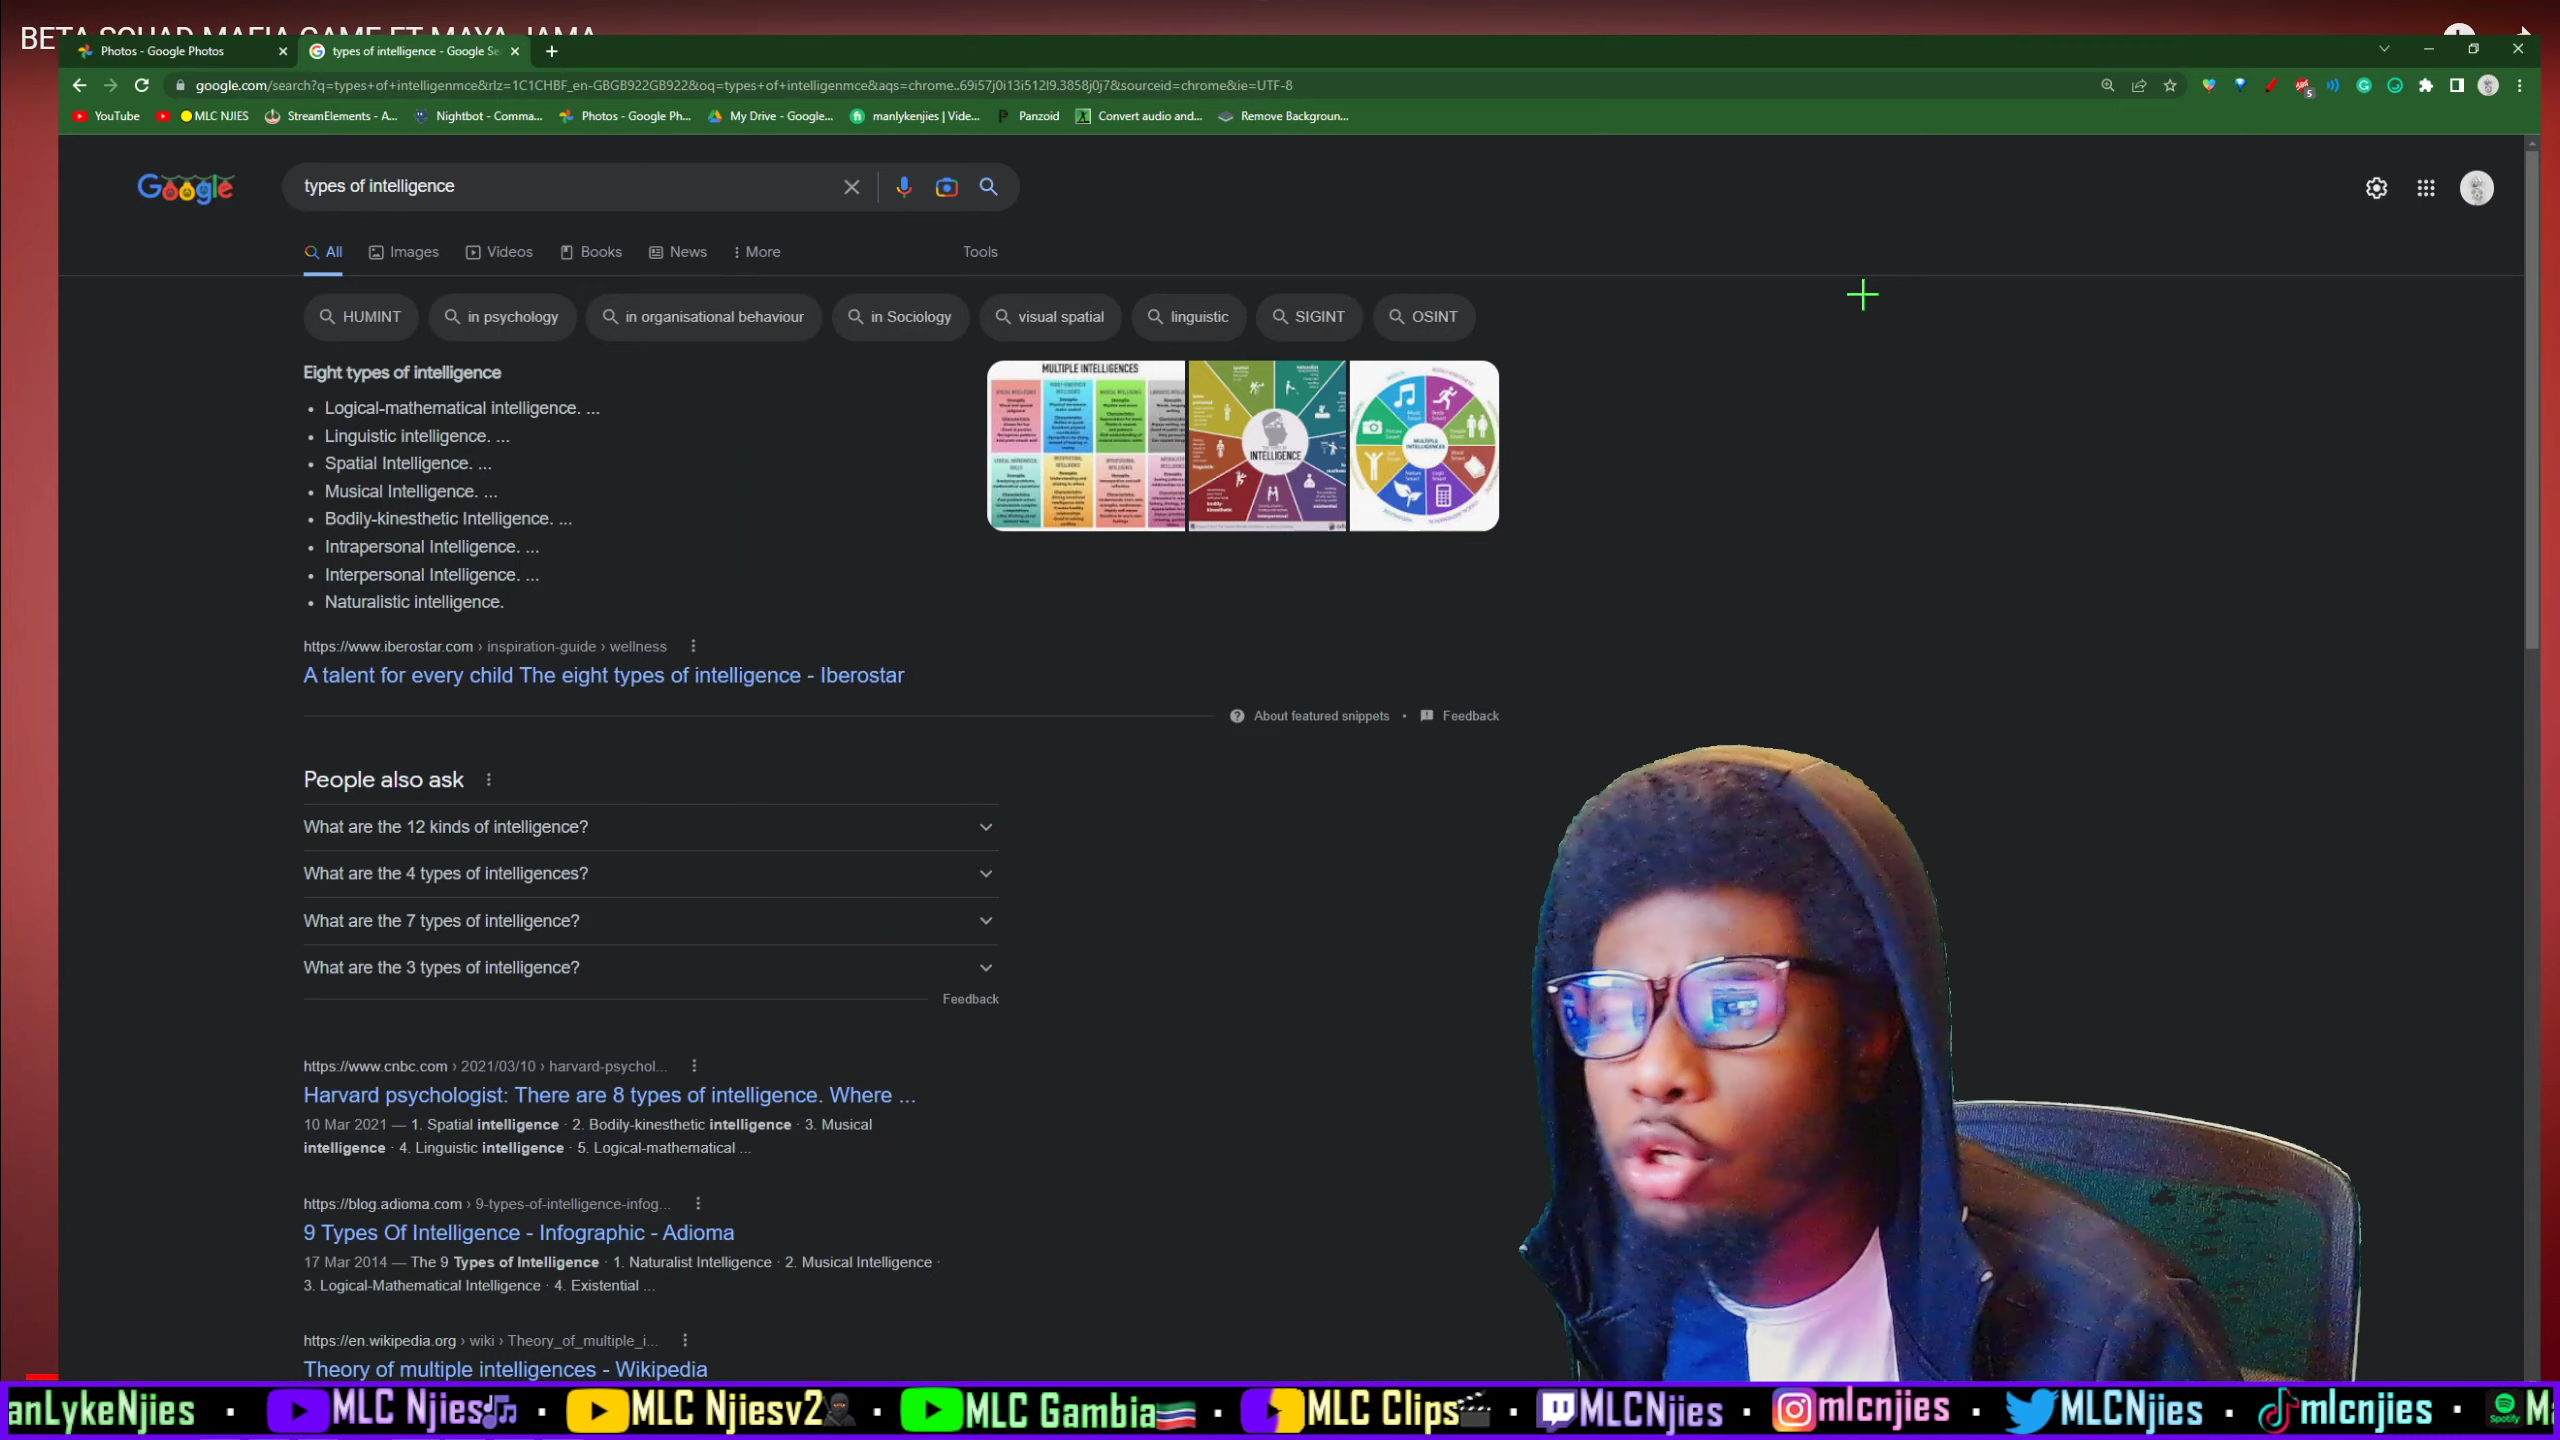 BETA SQUAD MAFIA GAME FT MAYA JAMA
Photos - Google Photos
types of intelligence - Google Se
google.com/search?q=types+of+intelligenmce&rlz=1C1CHBF_en-GBGB922GB922&oq=types+of+intelligenmce&aqs=chrome..69i57j0i13i512l9.3858j0j7&sourceid=chrome&ie=UTF-8
YouTube
MLC NJIES
StreamElements - A...
Nightbot - Comma...
Photos - Google Ph...
My Drive - Google...
manlykenjies | Vide...
Panzoid
Convert audio and...
Remove Backgroun...
Google
types of intelligence
All
Images
Videos
Books
News
More
Tools
HUMINT
in psychology
in organisational behaviour
in Sociology
visual spatial
linguistic
SIGINT
OSINT
Eight types of intelligence
• Logical-mathematical intelligence. ...
• Linguistic intelligence. ...
• Spatial Intelligence. ...
• Musical Intelligence. ...
• Bodily-kinesthetic Intelligence. ...
• Intrapersonal Intelligence. ...
• Interpersonal Intelligence. ...
• Naturalistic intelligence.
MULTIPLE INTELLIGENCES
INTELLIGENCE
MULTIPLE
INTELLIGENCES
https://www.iberostar.com › inspiration-guide › wellness
A talent for every child The eight types of intelligence - Iberostar
About featured snippets • Feedback
People also ask
What are the 12 kinds of intelligence?
What are the 4 types of intelligences?
What are the 7 types of intelligence?
What are the 3 types of intelligence?
Feedback
https://www.cnbc.com › 2021/03/10 › harvard-psychol...
Harvard psychologist: There are 8 types of intelligence. Where ...
10 Mar 2021 — 1. Spatial intelligence · 2. Bodily-kinesthetic intelligence · 3. Musical
intelligence · 4. Linguistic intelligence · 5. Logical-mathematical ...
https://blog.adioma.com › 9-types-of-intelligence-infog...
9 Types Of Intelligence - Infographic - Adioma
17 Mar 2014 — The 9 Types of Intelligence · 1. Naturalist Intelligence · 2. Musical Intelligence ·
3. Logical-Mathematical Intelligence · 4. Existential ...
https://en.wikipedia.org › wiki › Theory_of_multiple_i...
Theory of multiple intelligences - Wikipedia
anLykeNjies · MLC Njies · MLC Njiesv2 · MLC Gambia · MLC Clips · MLCNjies · mlcnjies · MLCNjies · mlcnjies · Spotify M